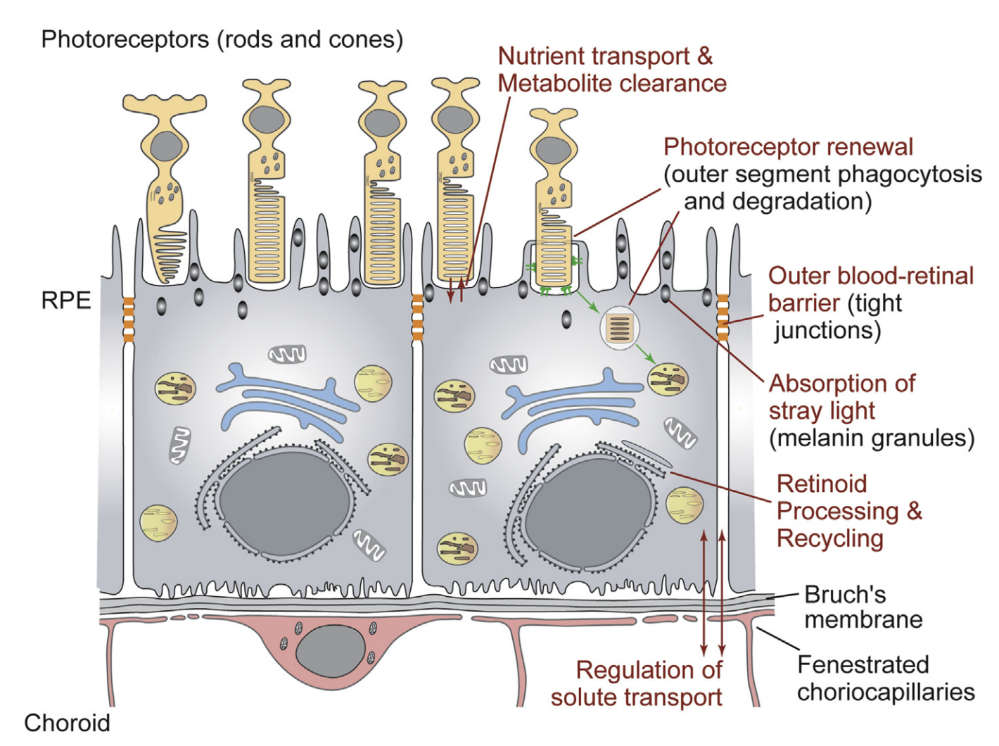 Photoreceptors (rods and cones)
Nutrient transport &
Metabolite clearance
Photoreceptor renewal
(outer segment phagocytosis
and degradation)
RPE
Outer blood-retinal
barrier (tight
junctions)
Absorption of
stray light
(melanin granules)
Retinoid
Processing &
Recycling
Bruch's
membrane
Regulation of
solute transport
Fenestrated
choriocapillaries
Choroid